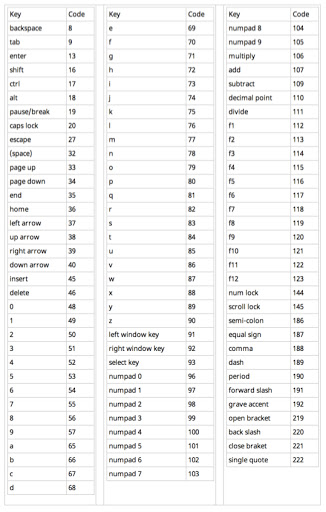 Key Code
backspace 8
tab 9
enter 13
shift 16
ctrl 17
alt 18
pause/break 19
caps lock 20
escape 27
(space) 32
page up 33
page down 34
end 35
home 36
left arrow 37
up arrow 38
right arrow 39
down arrow 40
insert 45
delete 46
0 48
1 49
2 50
3 51
4 52
5 53
6 54
7 55
8 56
9 57
a 65
b 66
c 67
d 68
Key Code
e 69
f 70
g 71
h 72
i 73
j 74
k 75
l 76
m 77
n 78
o 79
p 80
q 81
r 82
s 83
t 84
u 85
v 86
w 87
x 88
y 89
z 90
left window key 91
right window key 92
select key 93
numpad 0 96
numpad 1 97
numpad 2 98
numpad 3 99
numpad 4 100
numpad 5 101
numpad 6 102
numpad 7 103
Key Code
numpad 8 104
numpad 9 105
multiply 106
add 107
subtract 109
decimal point 110
divide 111
f1 112
f2 113
f3 114
f4 115
f5 116
f6 117
f7 118
f8 119
f9 120
f10 121
f11 122
f12 123
num lock 144
scroll lock 145
semi-colon 186
equal sign 187
comma 188
dash 189
period 190
forward slash 191
grave accent 192
open bracket 219
back slash 220
close braket 221
single quote 222